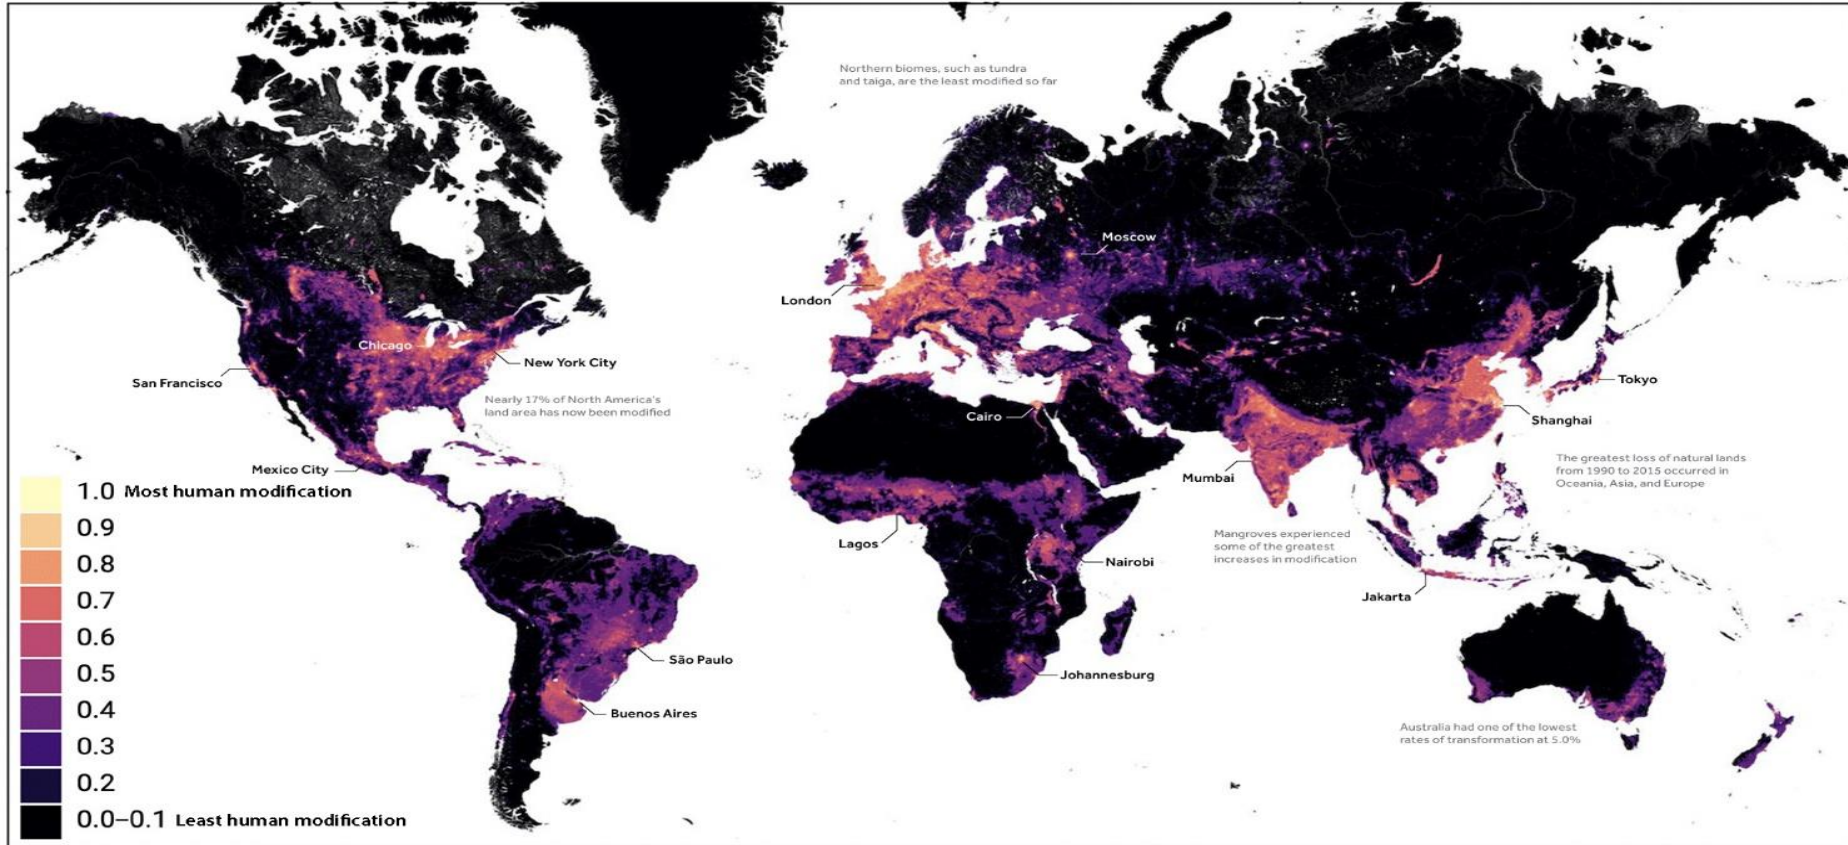 Northern biomes, such as tundra
and taiga, are the least modified so far
Moscow
London
Chicago
New York City
San Francisco
Nearly 17% of North America's
land area has now been modified
Tokyo
Cairo
Shanghai
Mexico City
Mumbai
The greatest loss of natural lands
from 1990 to 2015 occurred in
Oceania, Asia, and Europe
1.0 Most human modification
0.9
0.8
0.7
0.6
0.5
0.4
0.3
0.2
0.0–0.1 Least human modification
Lagos
Nairobi
Mangroves experienced
some of the greatest
increases in modification
Jakarta
São Paulo
Johannesburg
Buenos Aires
Australia had one of the lowest
rates of transformation at 5.0%